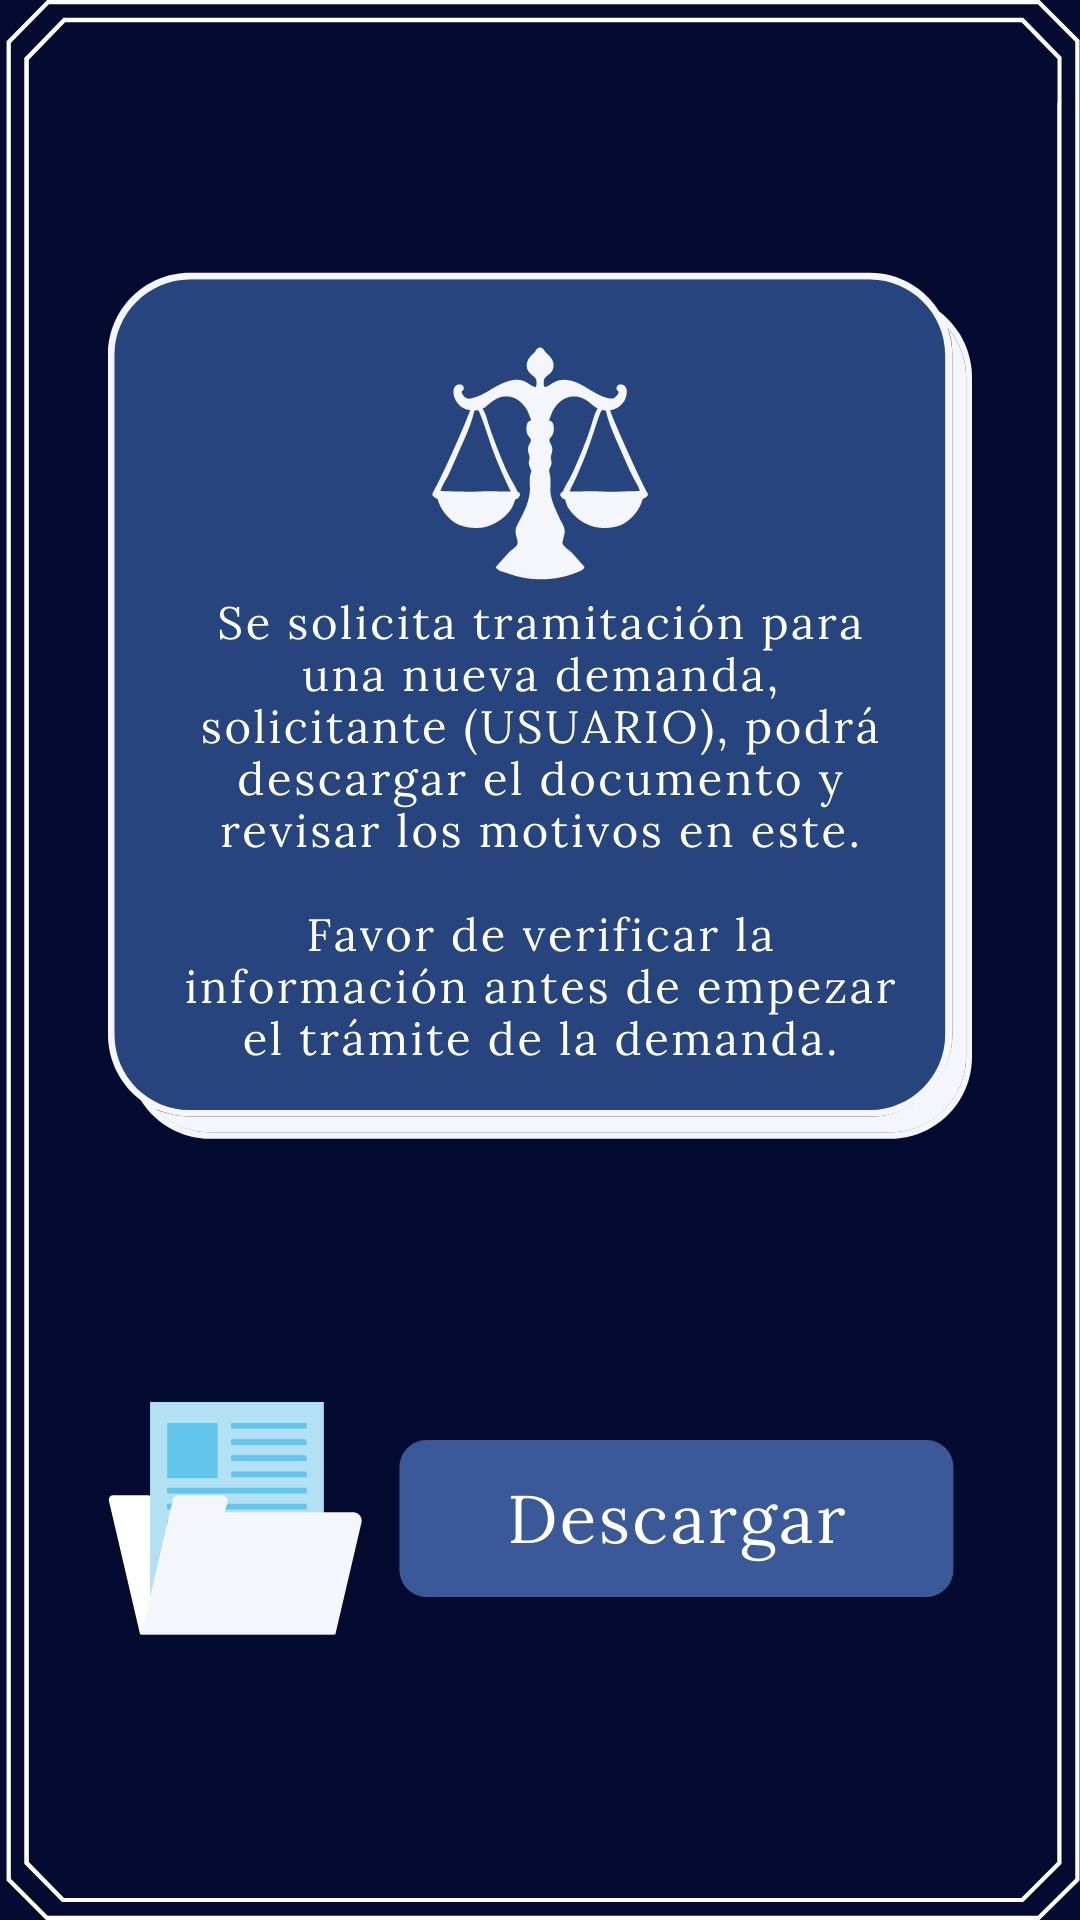 Se solicita tramitación para
una nueva demanda,
solicitante (USUARIO), podrá
descargar el documento y
revisar los motivos en este.
Favor de verificar la
información antes de empezar
el trámite de la demanda.
Descargar